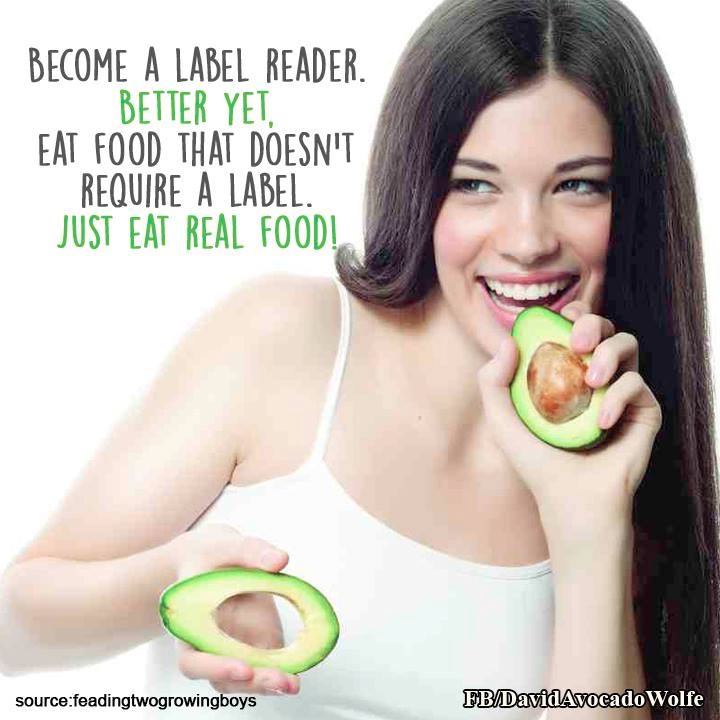 BECOME A LABEL READER.
BETTER YET,
EAT FOOD THAT DOESN'T
REQUIRE A LABEL.
JUST EAT REAL FOOD!
source:feadingtwogrowingboys
FB/DavidAvocadoWolfe